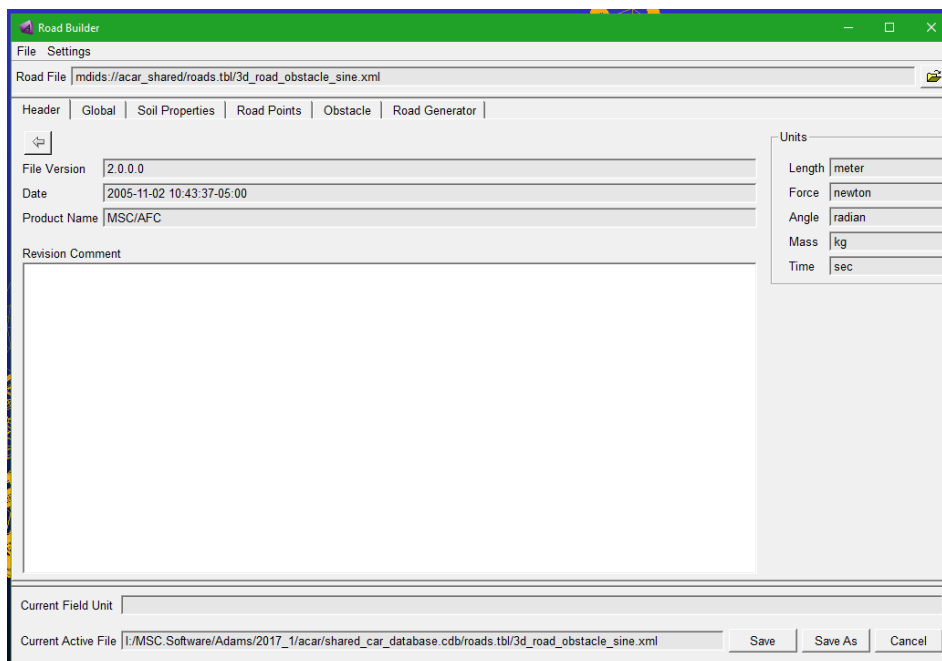 Road Builder
File Settings
Road File mdids://acar_shared/roads.tbl/3d_road_obstacle_sine.xml
Header Global Soil Properties Road Points Obstacle Road Generator
Units
File Version 2.0.0.0
Length meter
Date 2005-11-02 10:43:37-05:00
Force newton
Product Name MSC/AFC
Angle radian
Mass kg
Revision Comment
Time sec
Current Field Unit
Current Active File I:/MSC.Software/Adams/2017_1/acar/shared_car_database.cdb/roads.tbl/3d_road_obstacle_sine.xml Save Save As Cancel